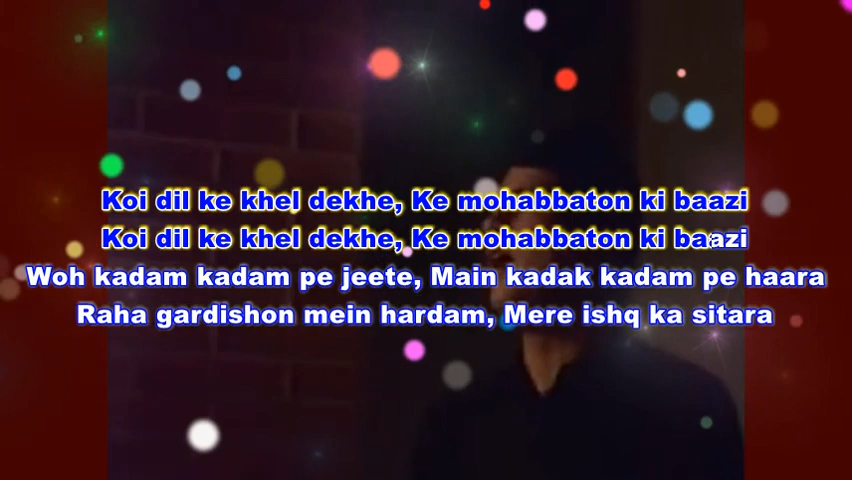 Koi dil ke khel dekhe, Ke mohabbaton ki baazi
Koi dil ke khel dekhe, Ke mohabbaton ki baazi
Woh kadam kadam pe jeete, Main kadak kadam pe haara
Raha gardishon mein hardam, Mere ishq ka sitara